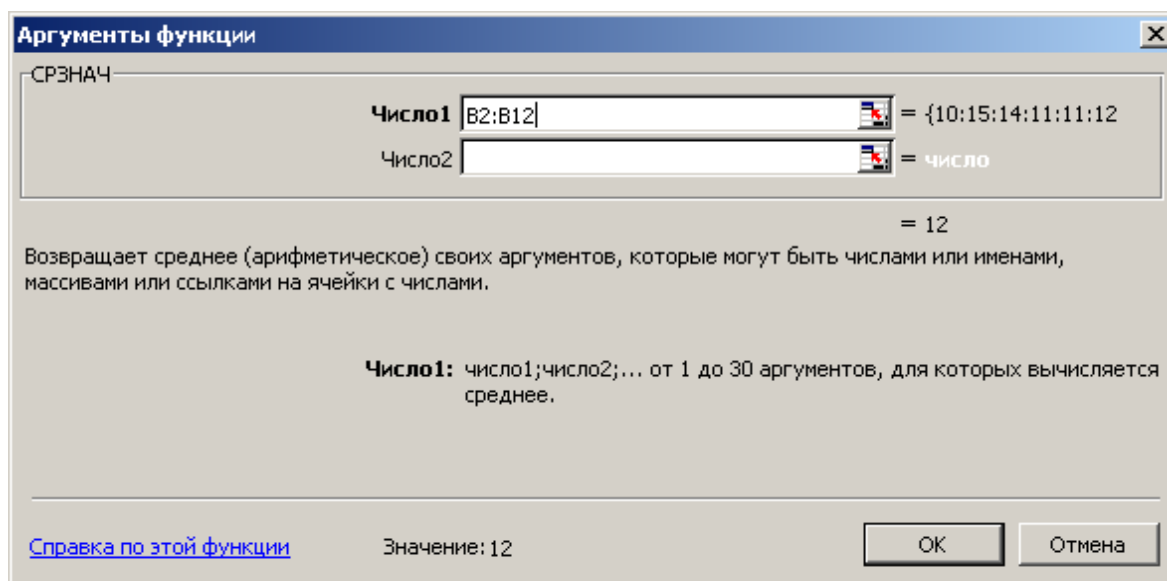 Аргументы функции
СРЗНАЧ
Число1 B2:B12 = {10:15:14:11:11:12
Число2 = число
= 12
Возвращает среднее (арифметическое) своих аргументов, которые могут быть числами или именами,
массивами или ссылками на ячейки с числами.
Число1: число1;число2;... от 1 до 30 аргументов, для которых вычисляется
среднее.
Справка по этой функции Значение:12 ОК Отмена